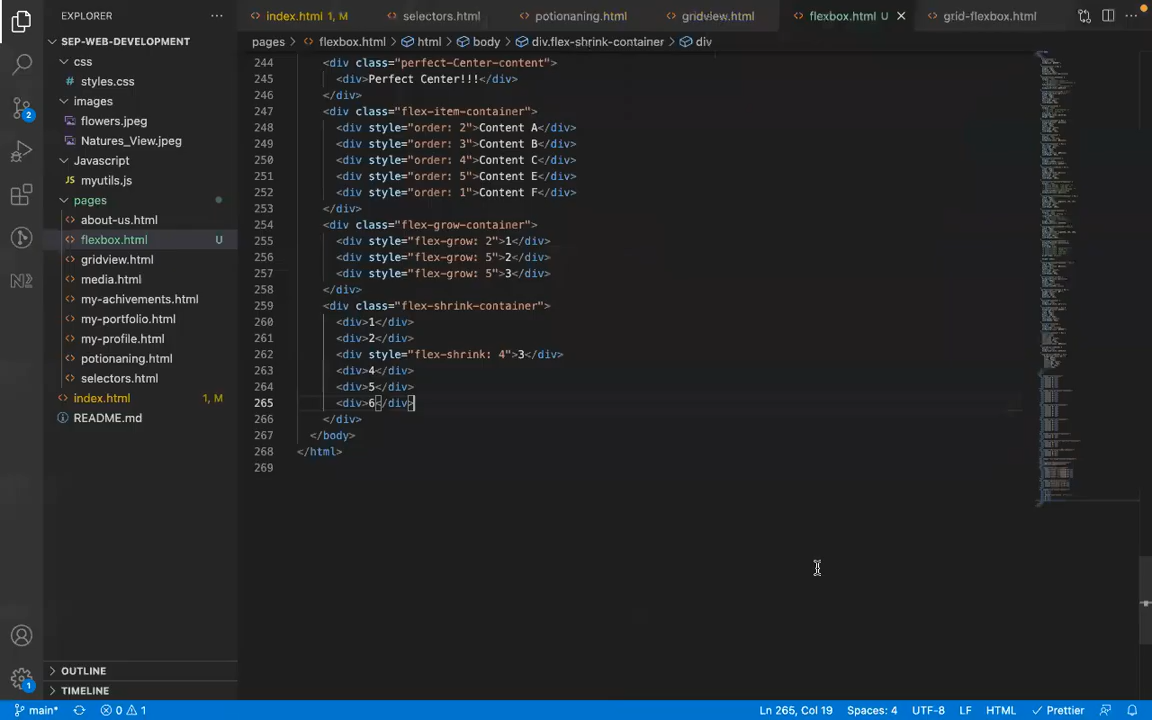 EXPLORER
index.html 1, M
selectors.html
potionaning.html
gridview.html
flexbox.html U
grid-flexbox.html
SEP-WEB-DEVELOPMENT
pages > flexbox.html > html > body > div.flex-shrink-container > div
css
styles.css
images
flowers.jpeg
Natures_View.jpeg
Javascript
JS myutils.js
pages
about-us.html
flexbox.html U
gridview.html
media.html
my-achivements.html
my-portfolio.html
my-profile.html
potionaning.html
selectors.html
index.html 1, M
README.md
OUTLINE
TIMELINE
2
1
244 <div class="perfect-Center-content">
245 <div>Perfect Center!!!</div>
246 </div>
247 <div class="flex-item-container">
248 <div style="order: 2">Content A</div>
249 <div style="order: 3">Content B</div>
250 <div style="order: 4">Content C</div>
251 <div style="order: 5">Content E</div>
252 <div style="order: 1">Content F</div>
253 </div>
254 <div class="flex-grow-container">
255 <div style="flex-grow: 2">1</div>
256 <div style="flex-grow: 5">2</div>
257 <div style="flex-grow: 5">3</div>
258 </div>
259 <div class="flex-shrink-container">
260 <div>1</div>
261 <div>2</div>
262 <div style="flex-shrink: 4">3</div>
263 <div>4</div>
264 <div>5</div>
265 <div>6</div>
266 </div>
267 </body>
268 </html>
269
main* 0 1 Ln 265, Col 19 Spaces: 4 UTF-8 LF HTML Prettier